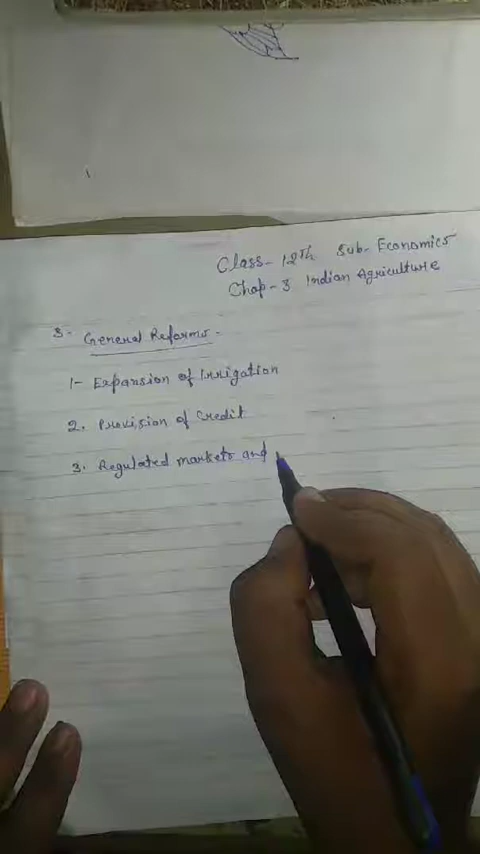 Class- 12th Sub- Economics
Chap-3 Indian Agriculture
3- General Reforms-
1- Expansion of Irrigation
2. Provision of Credit
3. Regulated markets and